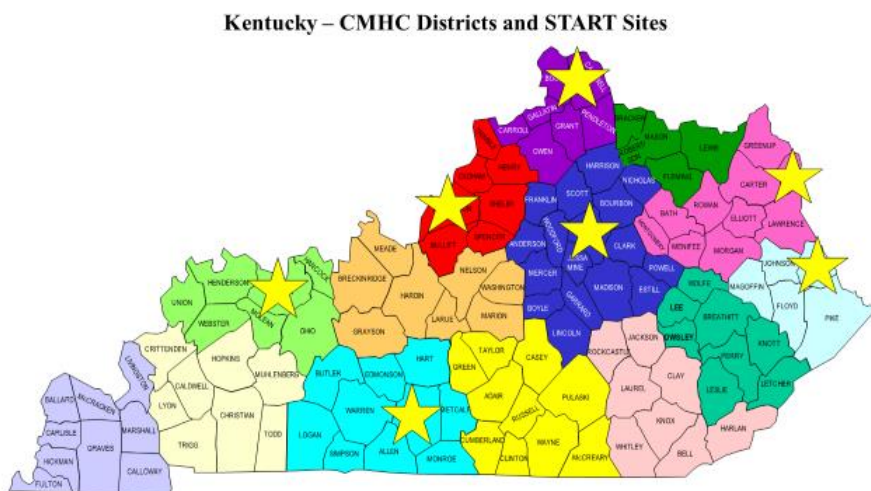 Kentucky – CMHC Districts and START Sites
GALLATIN
CARROLL
GRANT
PENDLETON
OWEN
BRACKEN
MASON
LEWIS
FLEMING
GREENUP
CARTER
ROWAN
BATH
ELLIOTT
LAWRENCE
MONTGOMERY
MENIFEE
MORGAN
HENRY
OLDHAM
SHELBY
SPENCER
BULLITT
HARRISON
NICHOLAS
SCOTT
FRANKLIN
BOURBON
WOODFORD
ANDERSON
CLARK
MERCER
MADISON
POWELL
ESTILL
BOYLE
GARRARD
LINCOLN
JOHNSON
MAGOFFIN
FLOYD
PIKE
WOLFE
LEE
BREATHITT
OWSLEY
PERRY
KNOTT
LESLIE
LETCHER
MEADE
BRECKINRIDGE
HARDIN
NELSON
WASHINGTON
LARUE
MARION
GRAYSON
HANCOCK
HENDERSON
UNION
WEBSTER
MCLEAN
OHIO
CRITTENDEN
HOPKINS
MUHLENBERG
CALDWELL
LYON
CHRISTIAN
TRIGG
TODD
LIVINGSTON
BALLARD
McCRACKEN
CARLISLE
GRAVES
MARSHALL
HICKMAN
CALLOWAY
FULTON
BUTLER
EDMONSON
HART
WARREN
METCALF
LOGAN
SIMPSON
ALLEN
MONROE
TAYLOR
GREEN
CASEY
ADAIR
RUSSELL
PULASKI
CUMBERLAND
WAYNE
CLINTON
McCREARY
ROCKCASTLE
JACKSON
LAUREL
CLAY
KNOX
WHITLEY
BELL
HARLAN